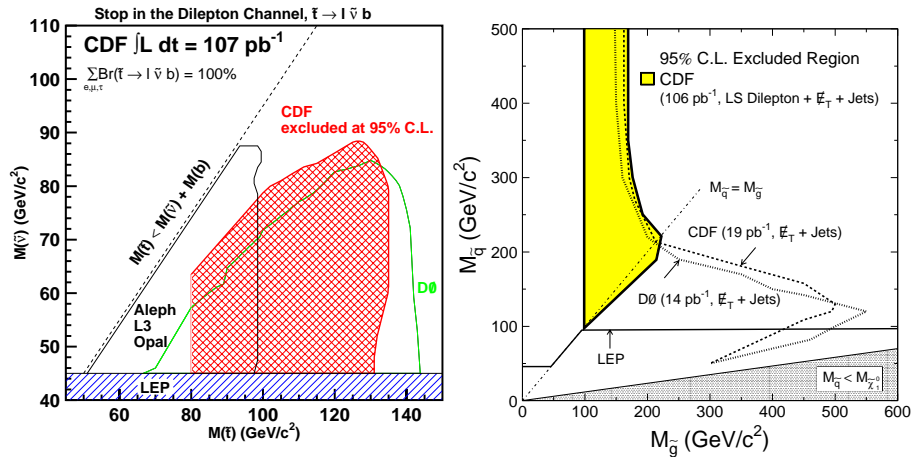 Stop in the Dilepton Channel, t̃ → l ν̃ b
CDF ∫L dt = 107 pb⁻¹
∑Br(t̃ → l ν̃ b) = 100%
e,μ,τ
CDF
excluded at 95% C.L.
M(t̃) < M(ν̃) + M(b)
Aleph
L3
Opal
DØ
LEP
M(ν̃) (GeV/c²)
110
100
90
80
70
60
50
40
60
80
100
120
140
M(t̃) (GeV/c²)
95% C.L. Excluded Region
CDF
(106 pb⁻¹, LS Dilepton + E̸_T + Jets)
M_q̃ = M_g̃
CDF (19 pb⁻¹, E̸_T + Jets)
DØ (14 pb⁻¹, E̸_T + Jets)
LEP
M_q̃ < M_χ̃₁⁰
M_q̃ (GeV/c²)
500
400
300
200
100
0
0
100
200
300
400
500
600
M_g̃ (GeV/c²)